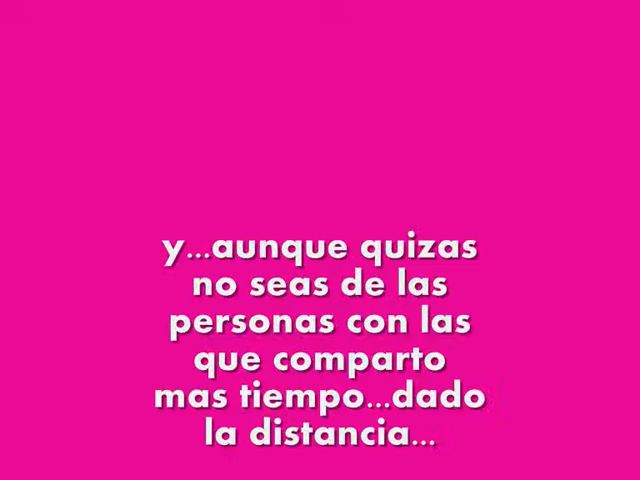 y...aunque quizas
no seas de las
personas con las
que comparto
mas tiempo...dado
la distancia...